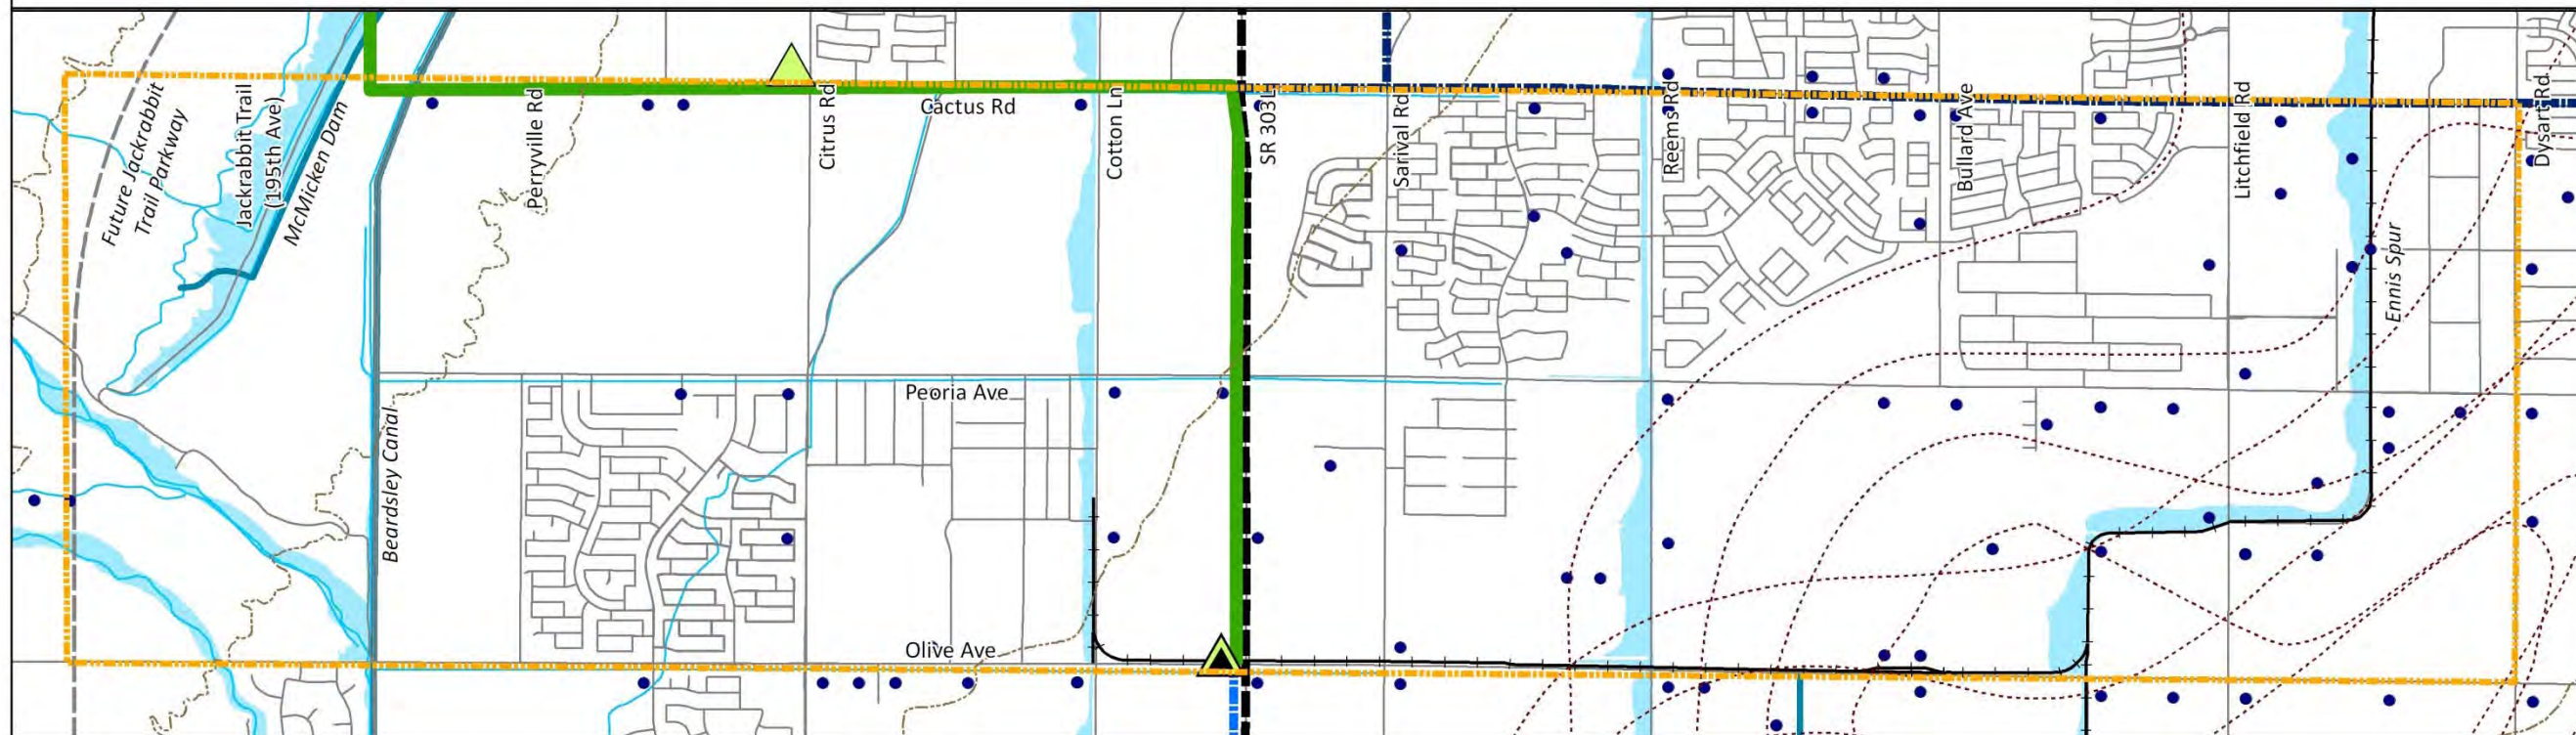 Future Jackrabbit
Trail Parkway
Jackrabbit Trail
(195th Ave)
McMicken Dam
Perryville Rd
Citrus Rd
Cactus Rd
Cotton Ln
SR 303L
Sarival Rd
Reems Rd
Bullard Ave
Litchfield Rd
Dysart Rd
Ennis Spur
Beardsley Canal
Peoria Ave
Olive Ave